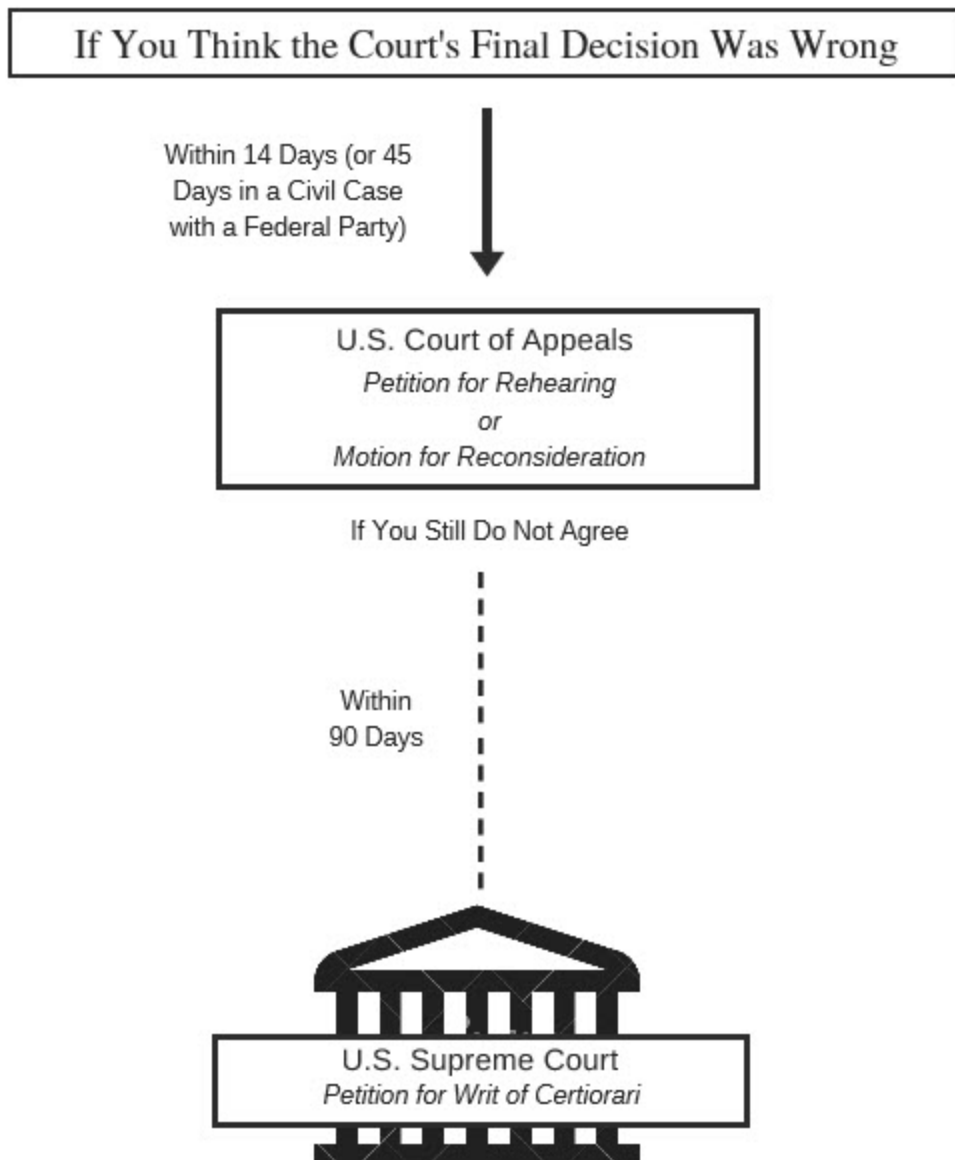 If You Think the Court's Final Decision Was Wrong
Within 14 Days (or 45
Days in a Civil Case
with a Federal Party)
U.S. Court of Appeals
Petition for Rehearing
or
Motion for Reconsideration
If You Still Do Not Agree
Within
90 Days
U.S. Supreme Court
Petition for Writ of Certiorari